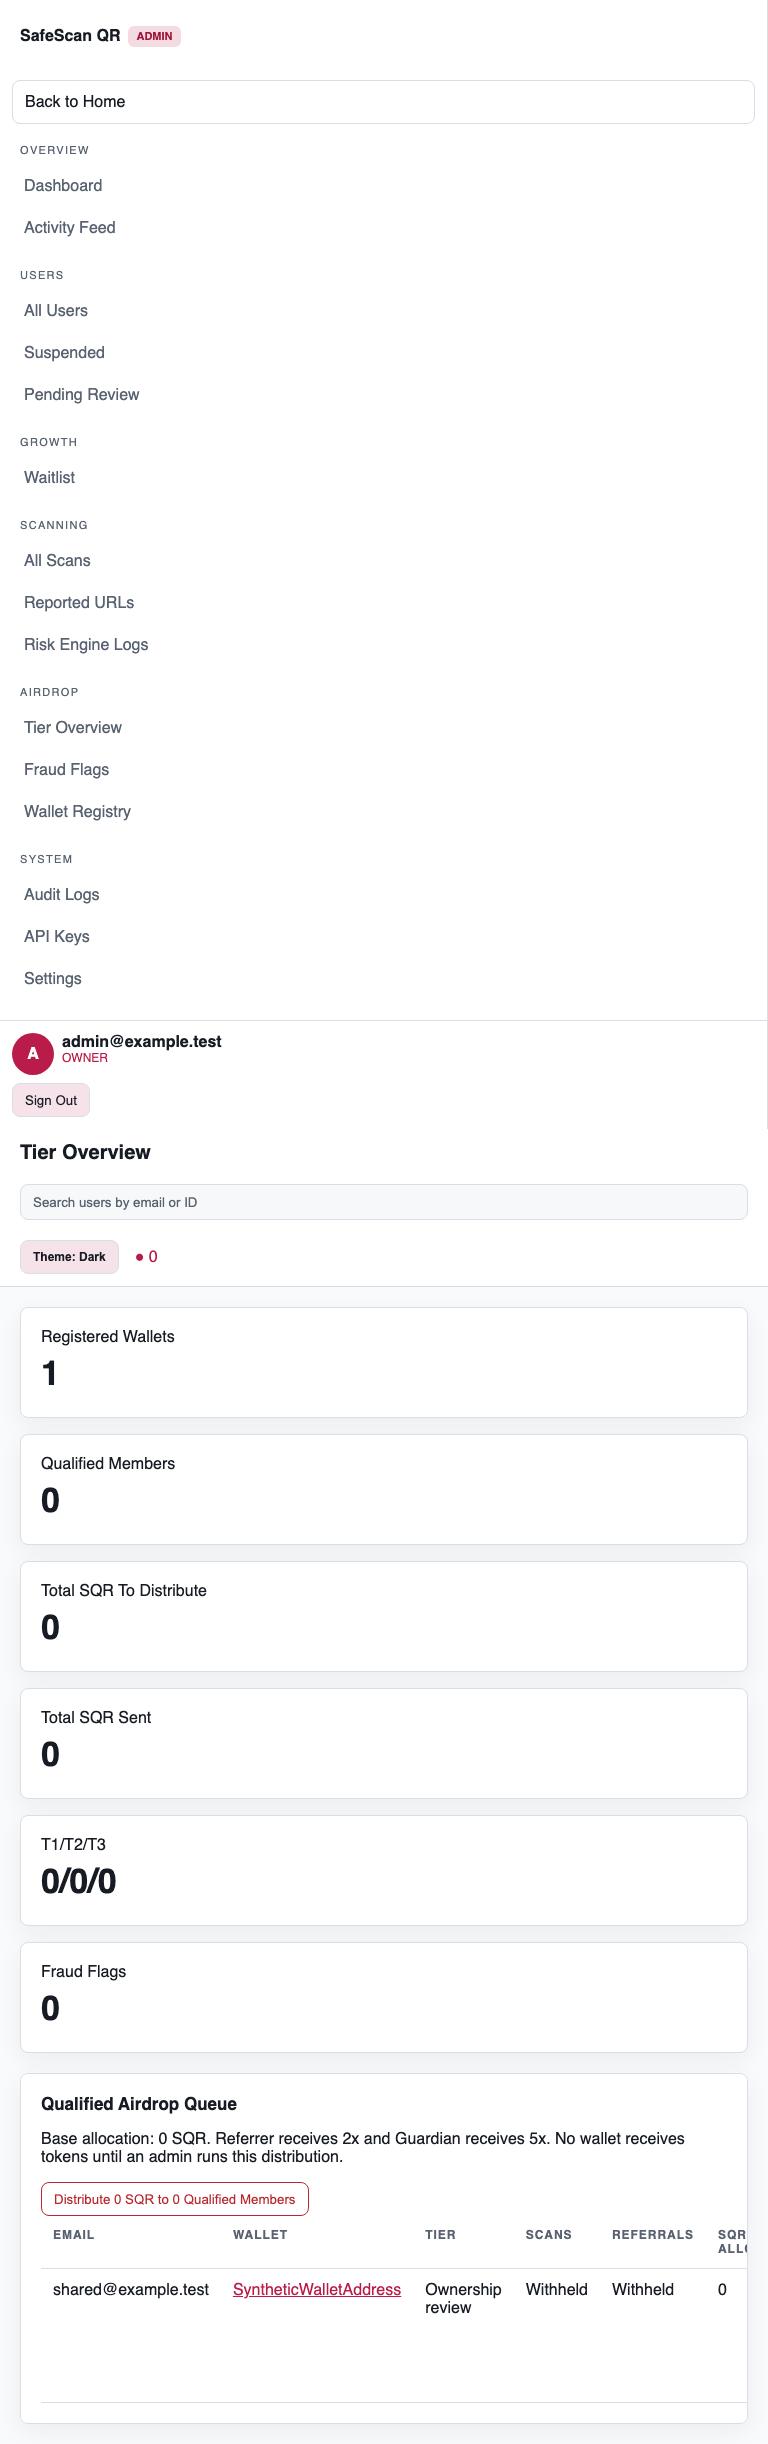 SafeScan QR ADMIN
Back to Home
OVERVIEW
Dashboard
Activity Feed
USERS
All Users
Suspended
Pending Review
GROWTH
Waitlist
SCANNING
All Scans
Reported URLs
Risk Engine Logs
AIRDROP
Tier Overview
Fraud Flags
Wallet Registry
SYSTEM
Audit Logs
API Keys
Settings
A admin@example.test
OWNER
Sign Out
Tier Overview
Search users by email or ID
Theme: Dark ● 0
Registered Wallets
1
Qualified Members
0
Total SQR To Distribute
0
Total SQR Sent
0
T1/T2/T3
0/0/0
Fraud Flags
0
Qualified Airdrop Queue
Base allocation: 0 SQR. Referrer receives 2x and Guardian receives 5x. No wallet receives
tokens until an admin runs this distribution.
Distribute 0 SQR to 0 Qualified Members
EMAIL WALLET TIER SCANS REFERRALS SQR
shared@example.test SyntheticWalletAddress Ownership Withheld Withheld 0
review